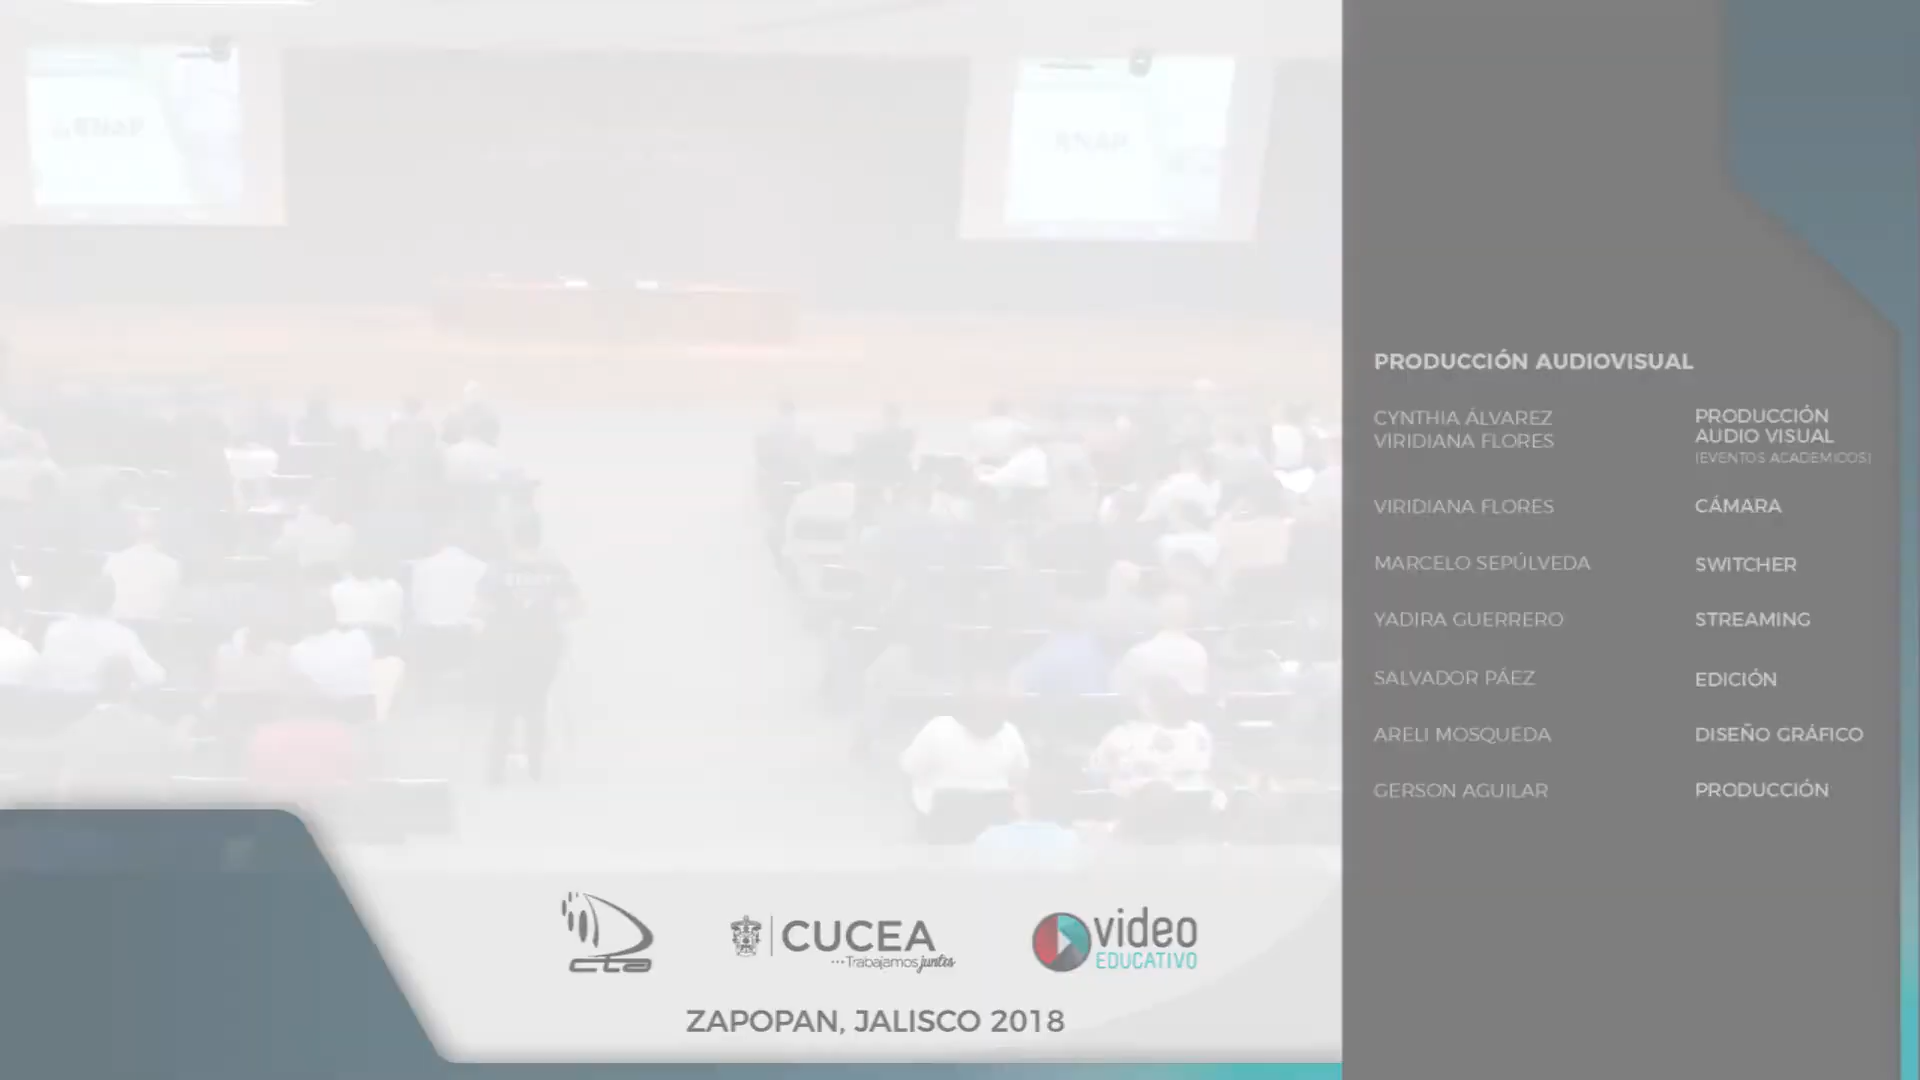 PRODUCCIÓN AUDIOVISUAL
CYNTHIA ÁLVAREZ
VIRIDIANA FLORES
PRODUCCIÓN
AUDIO VISUAL
(EVENTOS ACADEMICOS)
VIRIDIANA FLORES CÁMARA
MARCELO SEPÚLVEDA SWITCHER
YADIRA GUERRERO STREAMING
SALVADOR PÁEZ EDICIÓN
ARELI MOSQUEDA DISEÑO GRÁFICO
GERSON AGUILAR PRODUCCIÓN
cta
CUCEA
...Trabajamos juntos
video
EDUCATIVO
ZAPOPAN, JALISCO 2018